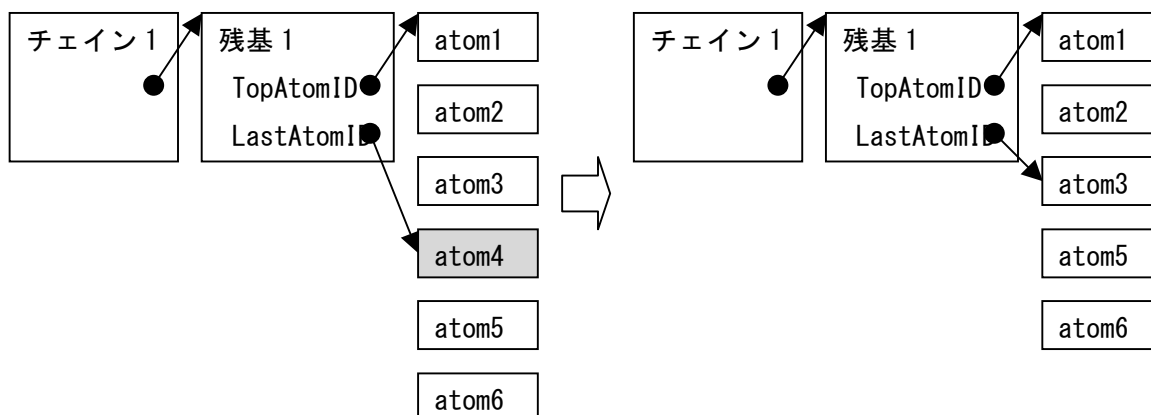 チェイン１
残基１
TopAtomID
LastAtomID
atom1
atom2
atom3
atom4
atom5
atom6
チェイン１
残基１
TopAtomID
LastAtomID
atom1
atom2
atom3
atom5
atom6